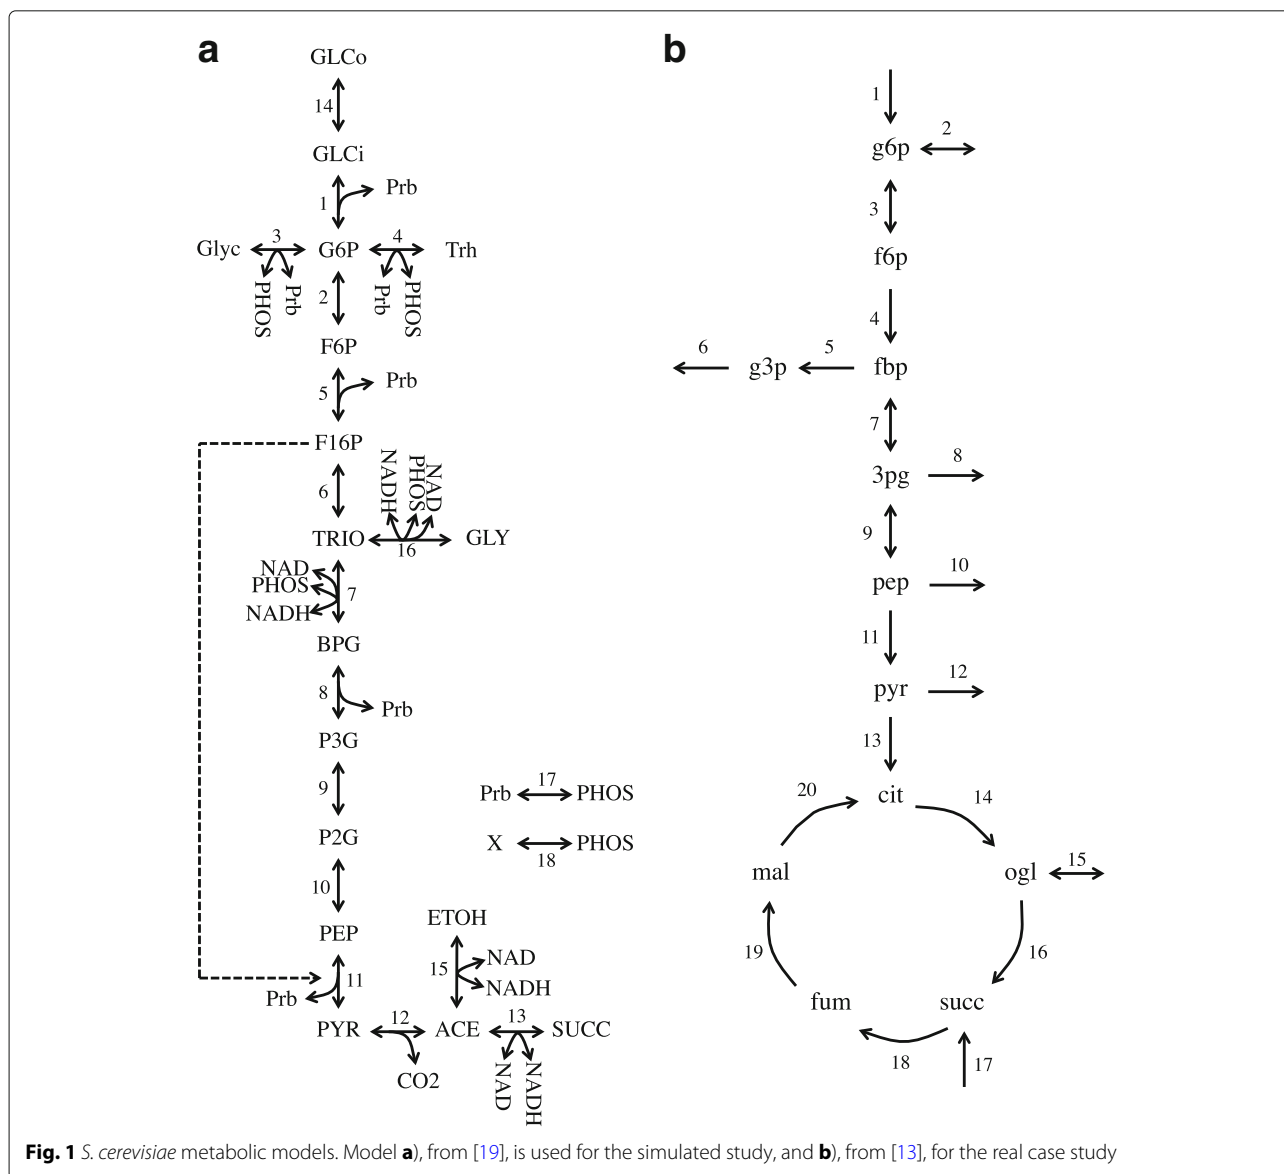 a
b
GLCo
14
GLCi
1
Prb
Glyc
3
G6P
4
Trh
PHOS
Prb
Prb
PHOS
2
F6P
5
Prb
F16P
6
NADH
PHOS
NAD
TRIO
16
GLY
NAD
PHOS
NADH
7
BPG
8
Prb
P3G
9
P2G
10
PEP
11
Prb
PYR
12
ACE
13
SUCC
CO2
NAD
NADH
ETOH
15
NAD
NADH
Prb
17
PHOS
X
18
PHOS
1
g6p
2
3
f6p
4
6
g3p
5
fbp
7
3pg
8
9
pep
10
11
pyr
12
13
cit
20
14
mal
ogl
15
19
16
fum
succ
18
17
Fig. 1 S. cerevisiae metabolic models. Model a), from [19], is used for the simulated study, and b), from [13], for the real case study